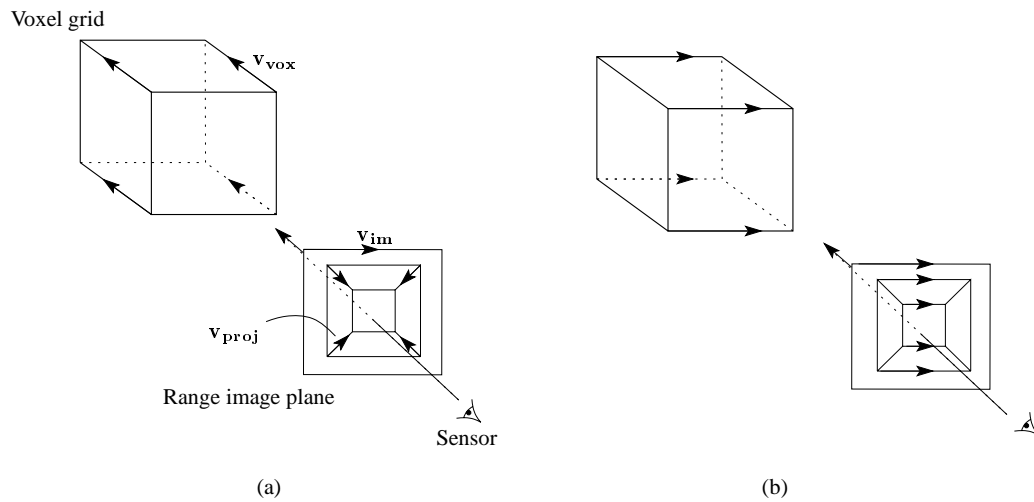 Voxel grid
v_vox
v_im
v_proj
Range image plane
Sensor
(a)
(b)